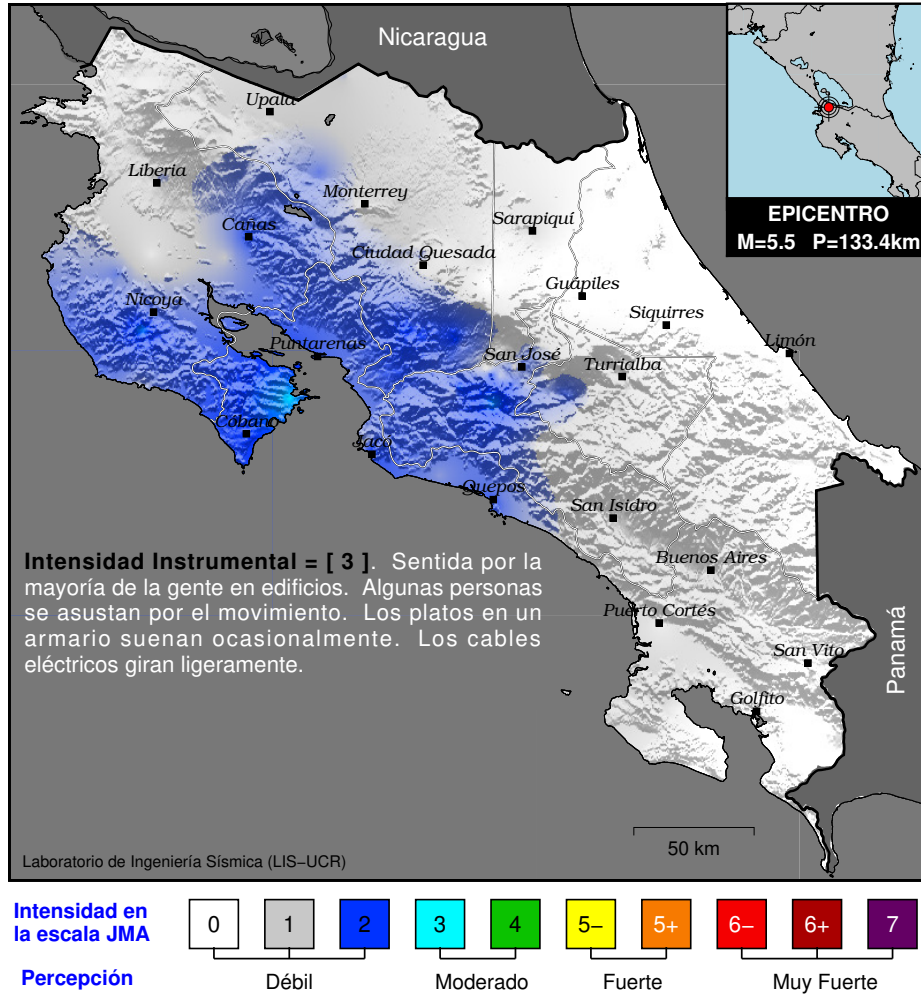 Nicaragua
EPICENTRO
M=5.5 P=133.4km
Upala
Liberia
Monterrey
Cañas
Sarapiquí
Ciudad Quesada
Guápiles
Nicoya
Siquirres
Puntarenas
San José
Limón
Turrialba
Cóbano
Jacó
Quepos
San Isidro
Buenos Aires
Puerto Cortés
San Vito
Golfito
Panamá
Intensidad Instrumental = [ 3 ]. Sentida por la
mayoría de la gente en edificios. Algunas personas
se asustan por el movimiento. Los platos en un
armario suenan ocasionalmente. Los cables
eléctricos giran ligeramente.
50 km
Laboratorio de Ingeniería Sísmica (LIS−UCR)
Intensidad en
la escala JMA
0 1 2 3 4 5− 5+ 6− 6+ 7
Percepción
Débil Moderado Fuerte Muy Fuerte